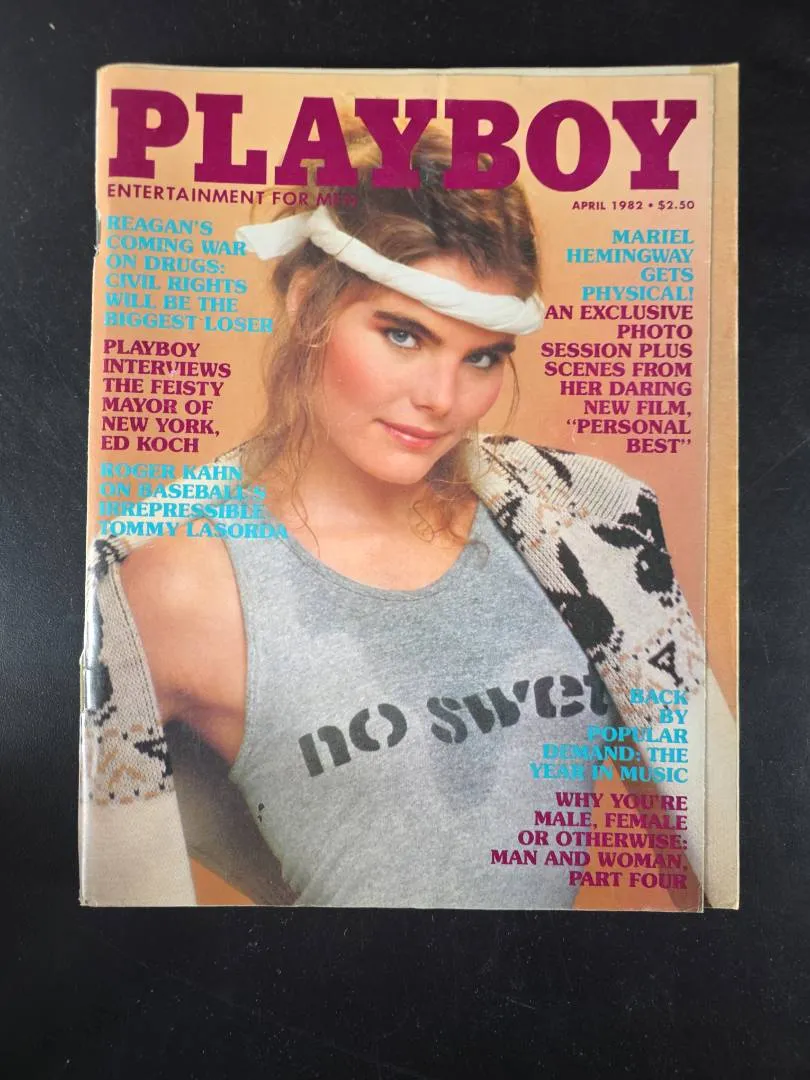 PLAYBOY
ENTERTAINMENT FOR MEN
APRIL 1982 • $2.50
REAGAN'S
COMING WAR
ON DRUGS:
CIVIL RIGHTS
WILL BE THE
BIGGEST LOSER
PLAYBOY
INTERVIEWS
THE FEISTY
MAYOR OF
NEW YORK,
ED KOCH
ROGER KAHN
ON BASEBALL'S
IRREPRESSIBLE
TOMMY LASORDA
MARIEL
HEMINGWAY
GETS
PHYSICAL!
AN EXCLUSIVE
PHOTO
SESSION PLUS
SCENES FROM
HER DARING
NEW FILM,
“PERSONAL
BEST”
no swet
BACK
BY
POPULAR
DEMAND: THE
YEAR IN MUSIC
WHY YOU'RE
MALE, FEMALE
OR OTHERWISE:
MAN AND WOMAN,
PART FOUR